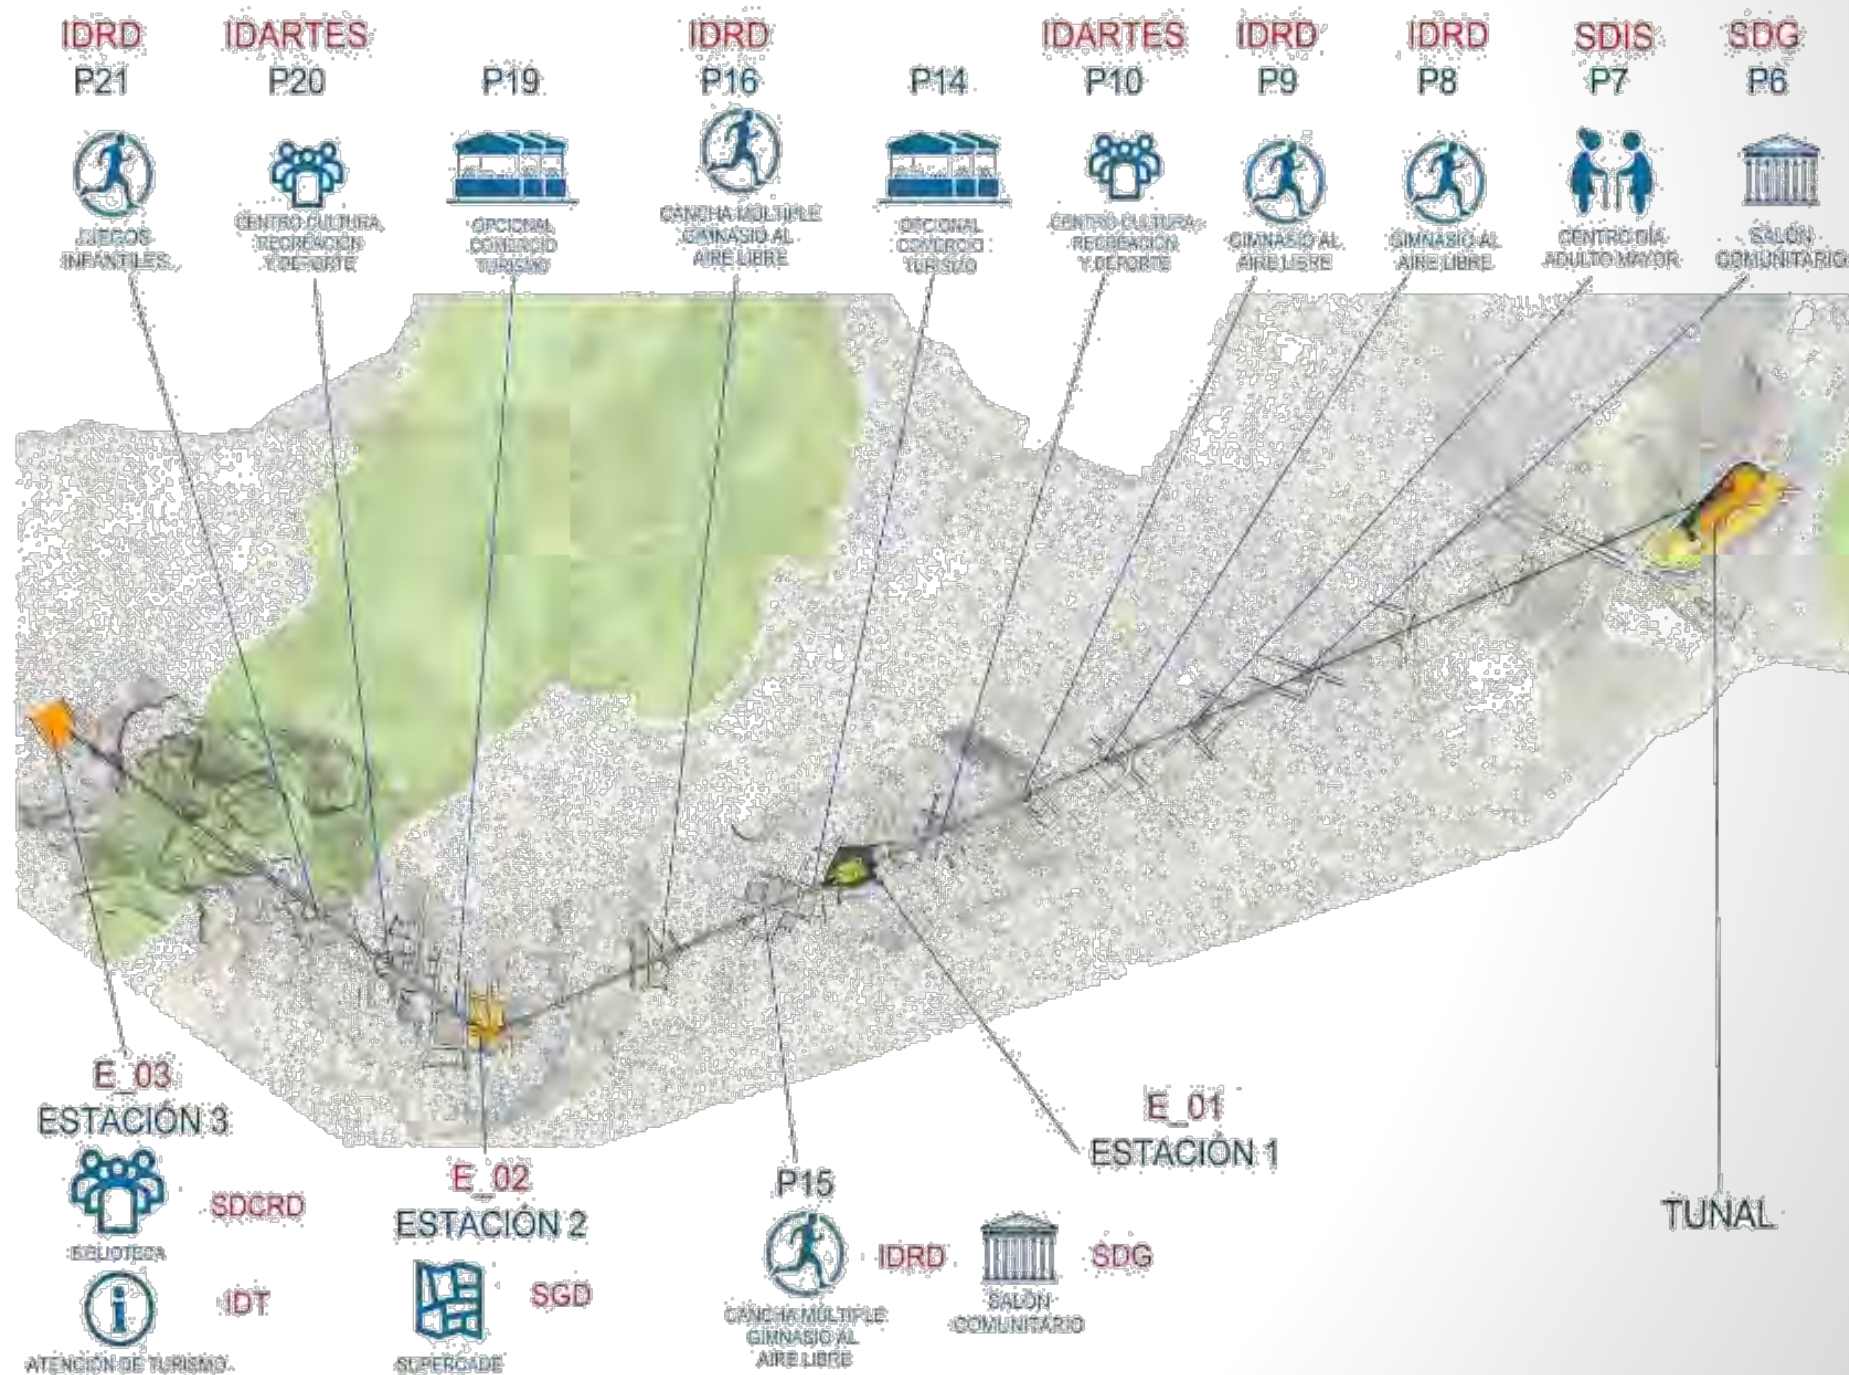 IDRD
P21
JUEGOS
INFANTILES
IDARTES
P20
CENTRO CULTURA,
RECREACIÓN
Y DEPORTE
P19
OPCIONAL
COMERCIO
TURISMO
IDRD
P16
CANCHA MÚLTIPLE
GIMNASIO AL
AIRE LIBRE
P14
OPCIONAL
COMERCIO
TURISMO
IDARTES
P10
CENTRO CULTURA,
RECREACIÓN
Y DEPORTE
IDRD
P9
GIMNASIO AL
AIRE LIBRE
IDRD
P8
GIMNASIO AL
AIRE LIBRE
SDIS
P7
CENTRO DÍA
ADULTO MAYOR
SDG
P6
SALÓN
COMUNITARIO
E_03
ESTACIÓN 3
SDCRD
BIBLIOTECA
IDT
ATENCIÓN DE TURISMO
E_02
ESTACIÓN 2
SGD
SUPERCADE
P15
IDRD
CANCHA MÚLTIPLE
GIMNASIO AL
AIRE LIBRE
SDG
SALÓN
COMUNITARIO
E_01
ESTACIÓN 1
TUNAL